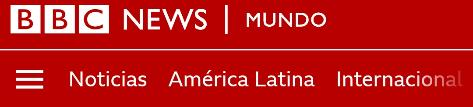 BBC NEWS | MUNDO
Noticias América Latina Internacional